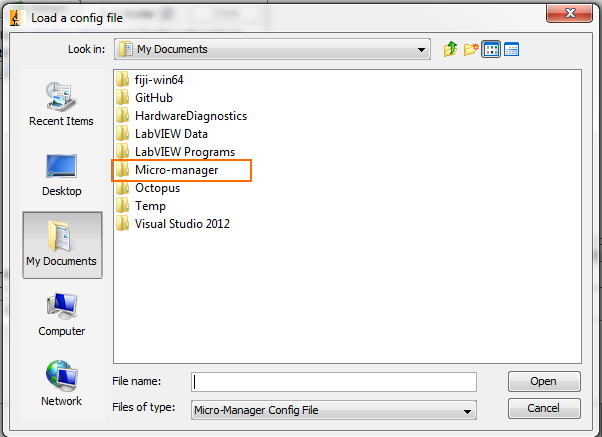 Load a config file
Look in: My Documents
Recent Items
Desktop
My Documents
Computer
Network
fiji-win64
GitHub
HardwareDiagnostics
LabVIEW Data
LabVIEW Programs
Micro-manager
Octopus
Temp
Visual Studio 2012
File name: Open
Files of type: Micro-Manager Config File Cancel